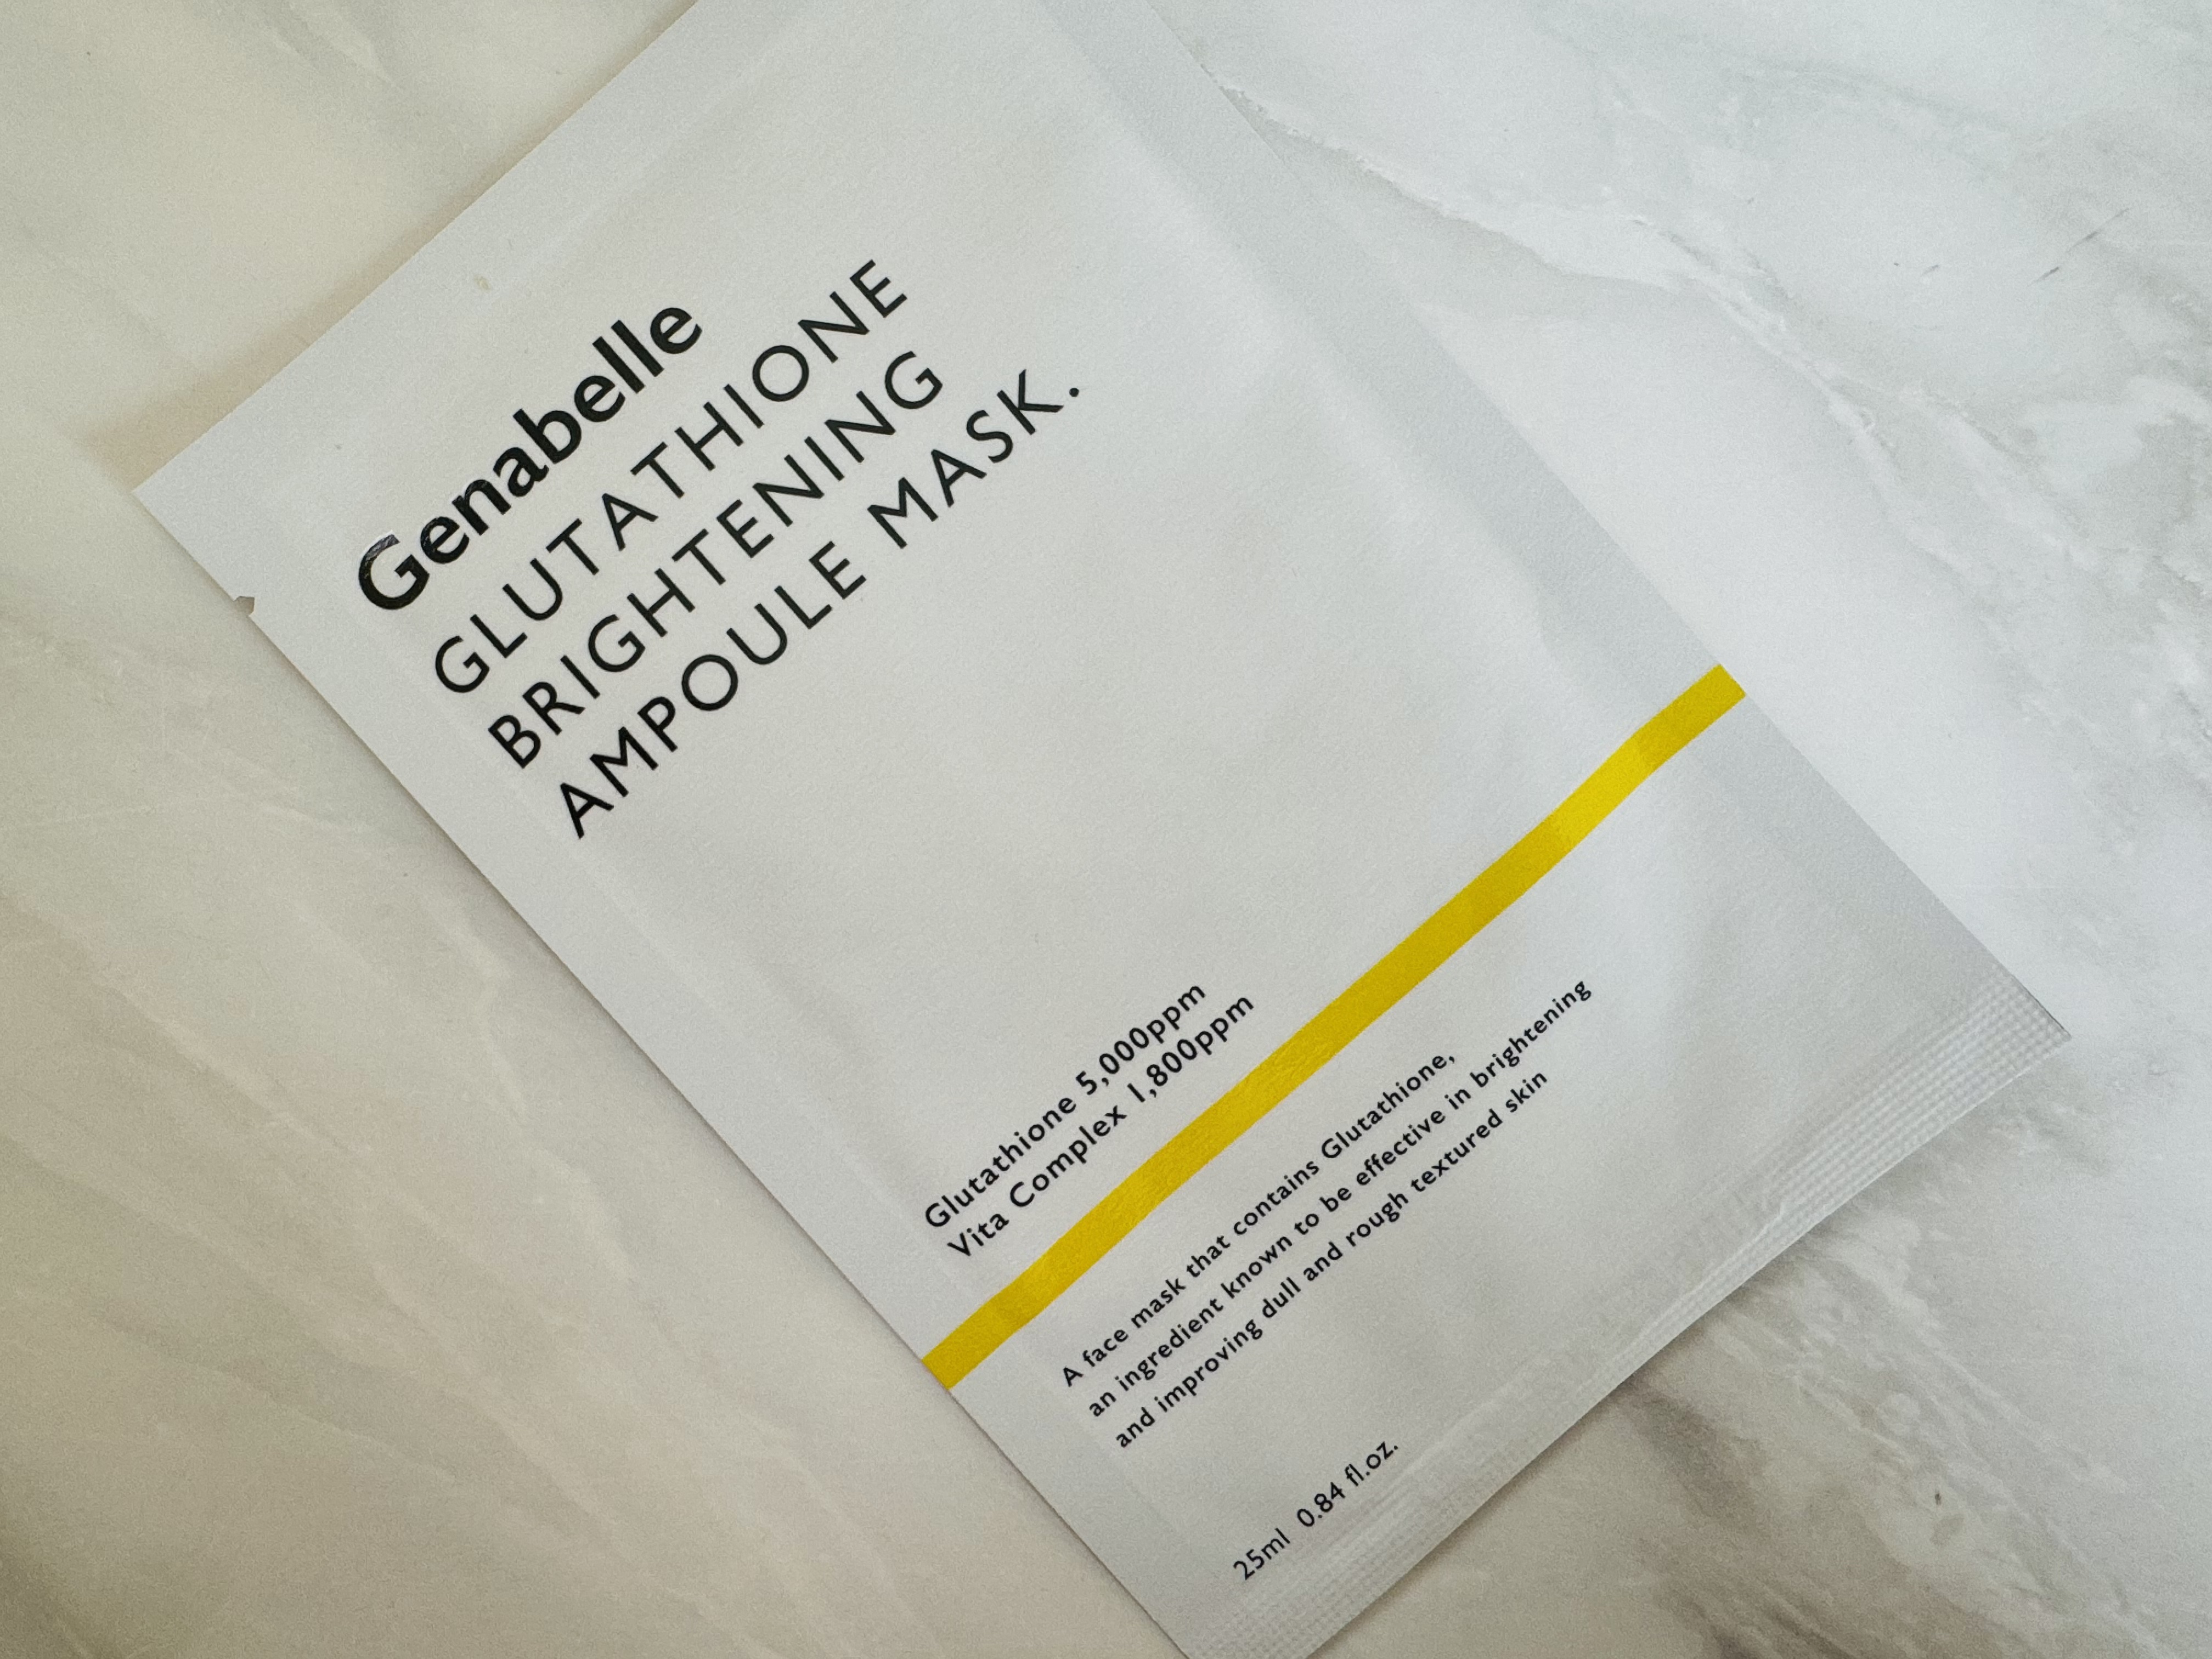 Genabelle
GLUTATHIONE
BRIGHTENING
AMPOULE MASK.
Glutathione 5,000ppm
Vita Complex 1,800ppm
A face mask that contains Glutathione,
an ingredient known to be effective in brightening
and improving dull and rough textured skin
25ml 0.84 fl.oz.